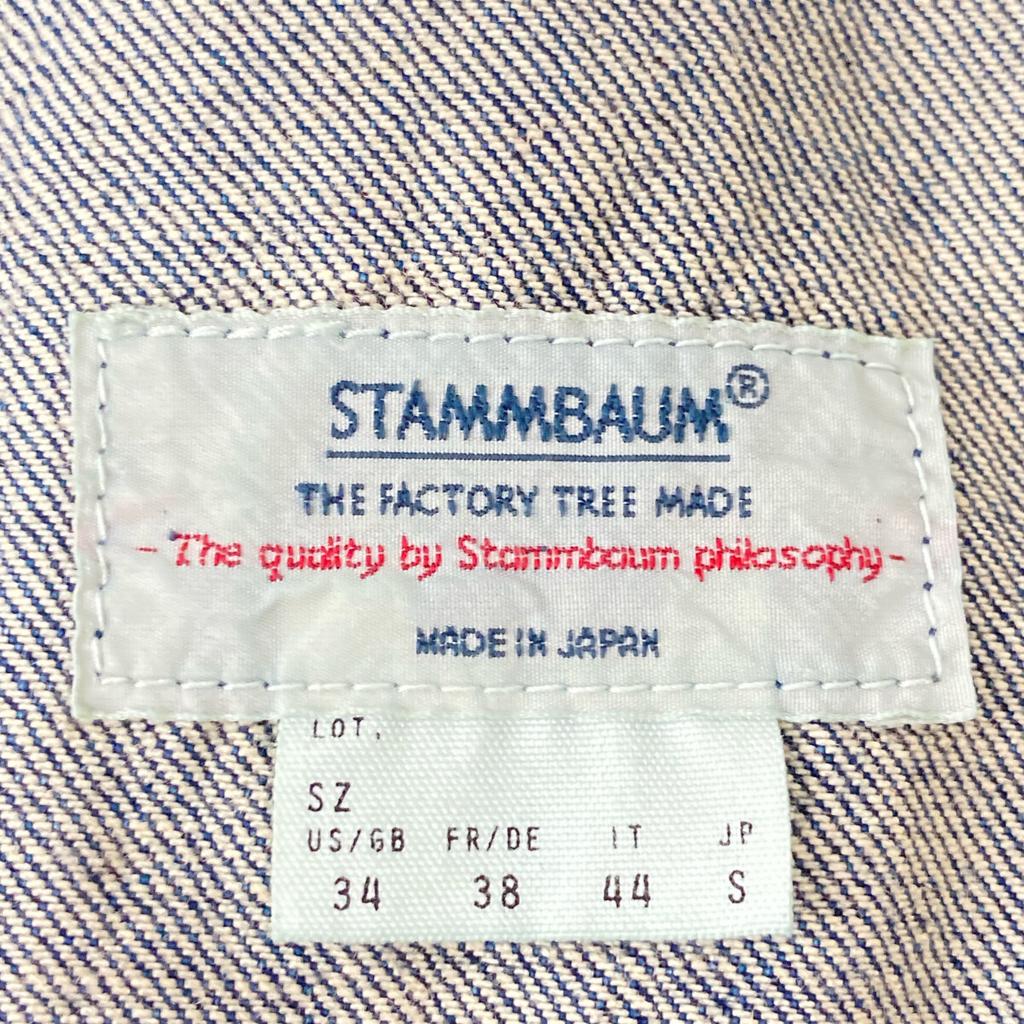 STAMMBAUM®
THE FACTORY TREE MADE
- The quality by Stammbaum philosophy -
MADE IN JAPAN
LOT.
SZ
US/GB FR/DE IT JP
34 38 44 S